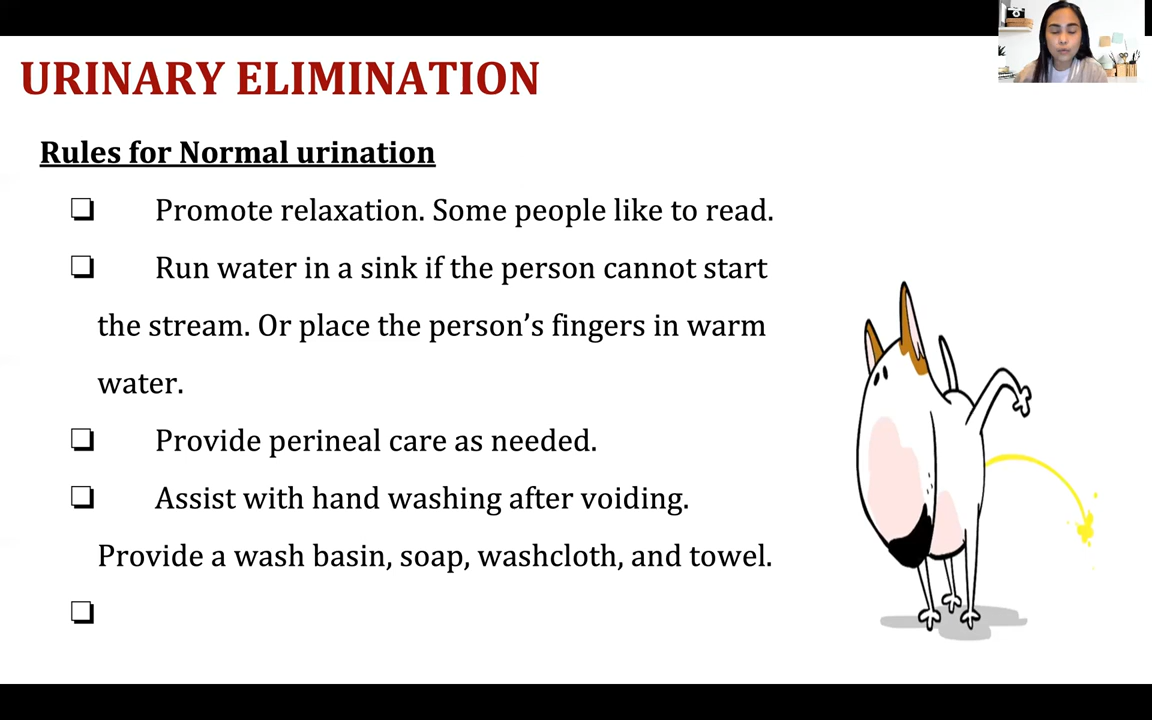 URINARY ELIMINATION
Rules for Normal urination
❏ Promote relaxation. Some people like to read.
❏ Run water in a sink if the person cannot start
the stream. Or place the person’s fingers in warm
water.
❏ Provide perineal care as needed.
❏ Assist with hand washing after voiding.
Provide a wash basin, soap, washcloth, and towel.
❏